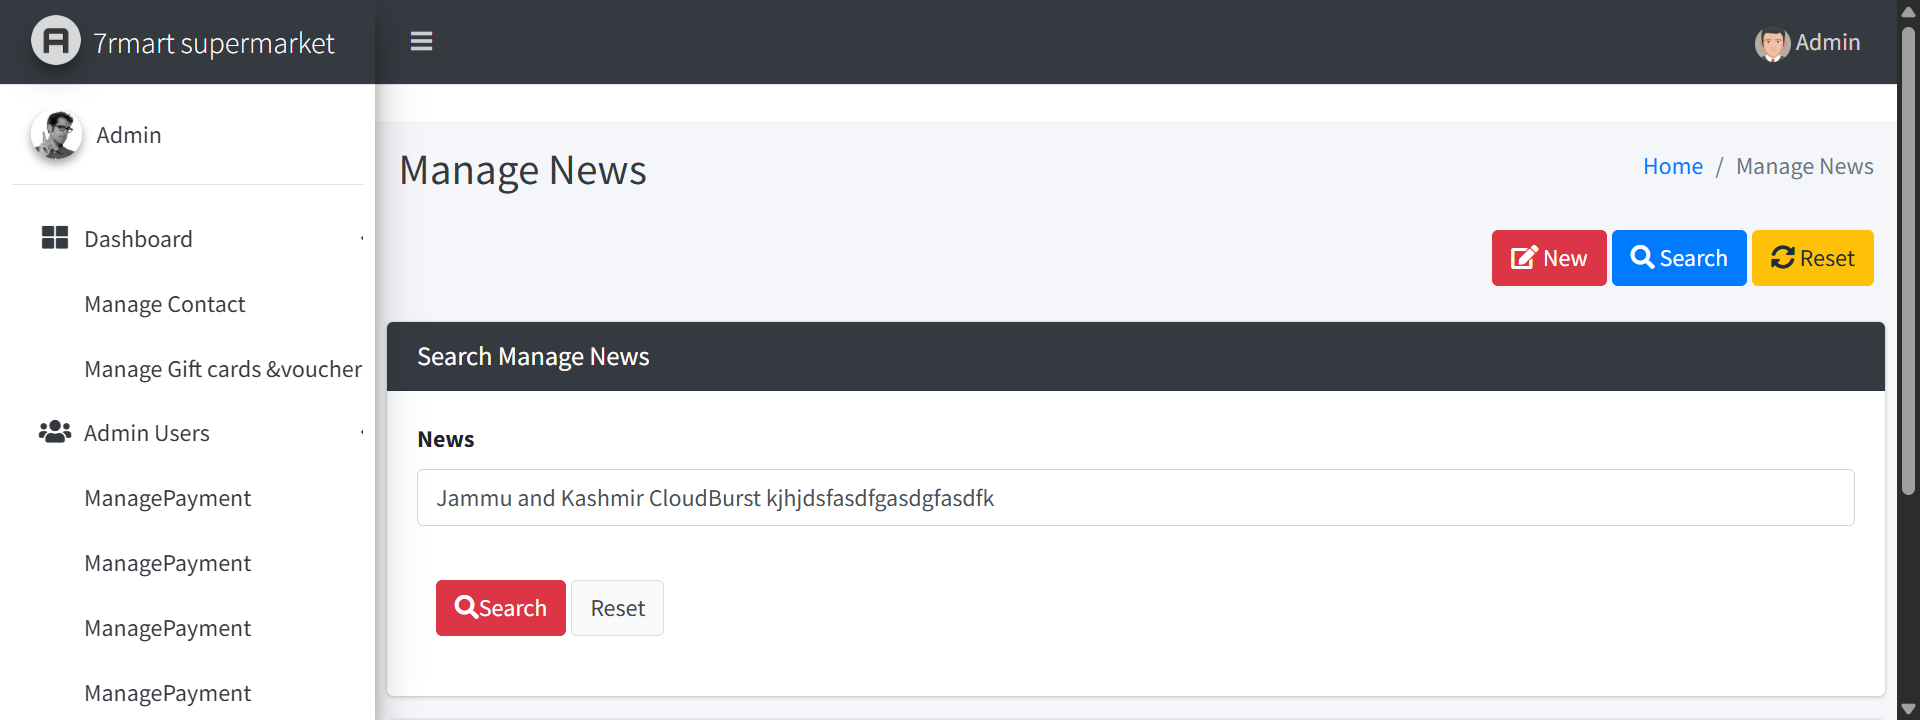 7rmart supermarket
Admin
Admin
Manage News
Home / Manage News
Dashboard
New
Search
Reset
Manage Contact
Manage Gift cards &voucher
Search Manage News
Admin Users
News
ManagePayment
Jammu and Kashmir CloudBurst kjhjdsfasdfgasdgfasdfk
ManagePayment
Search
Reset
ManagePayment
ManagePayment